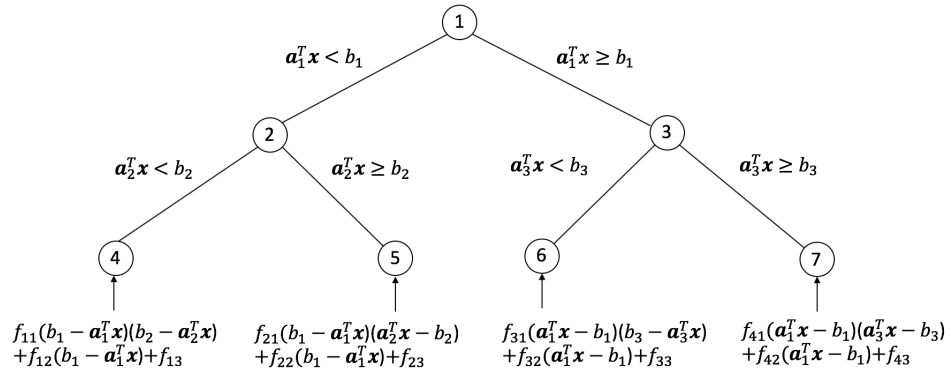 1
𝒂₁ᵀ𝒙 < b₁
𝒂₁ᵀx ≥ b₁
2
3
𝒂₂ᵀ𝒙 < b₂
𝒂₂ᵀ𝒙 ≥ b₂
𝒂₃ᵀ𝒙 < b₃
𝒂₃ᵀ𝒙 ≥ b₃
4
5
6
7
f₁₁(b₁ − 𝒂₁ᵀ𝒙)(b₂ − 𝒂₂ᵀ𝒙)
+f₁₂(b₁ − 𝒂₁ᵀ𝒙)+f₁₃
f₂₁(b₁ − 𝒂₁ᵀ𝒙)(𝒂₂ᵀ𝒙 − b₂)
+f₂₂(b₁ − 𝒂₁ᵀ𝒙)+f₂₃
f₃₁(𝒂₁ᵀ𝒙 − b₁)(b₃ − 𝒂₃ᵀ𝒙)
+f₃₂(𝒂₁ᵀ𝒙 − b₁)+f₃₃
f₄₁(𝒂₁ᵀ𝒙 − b₁)(𝒂₃ᵀ𝒙 − b₃)
+f₄₂(𝒂₁ᵀ𝒙 − b₁)+f₄₃